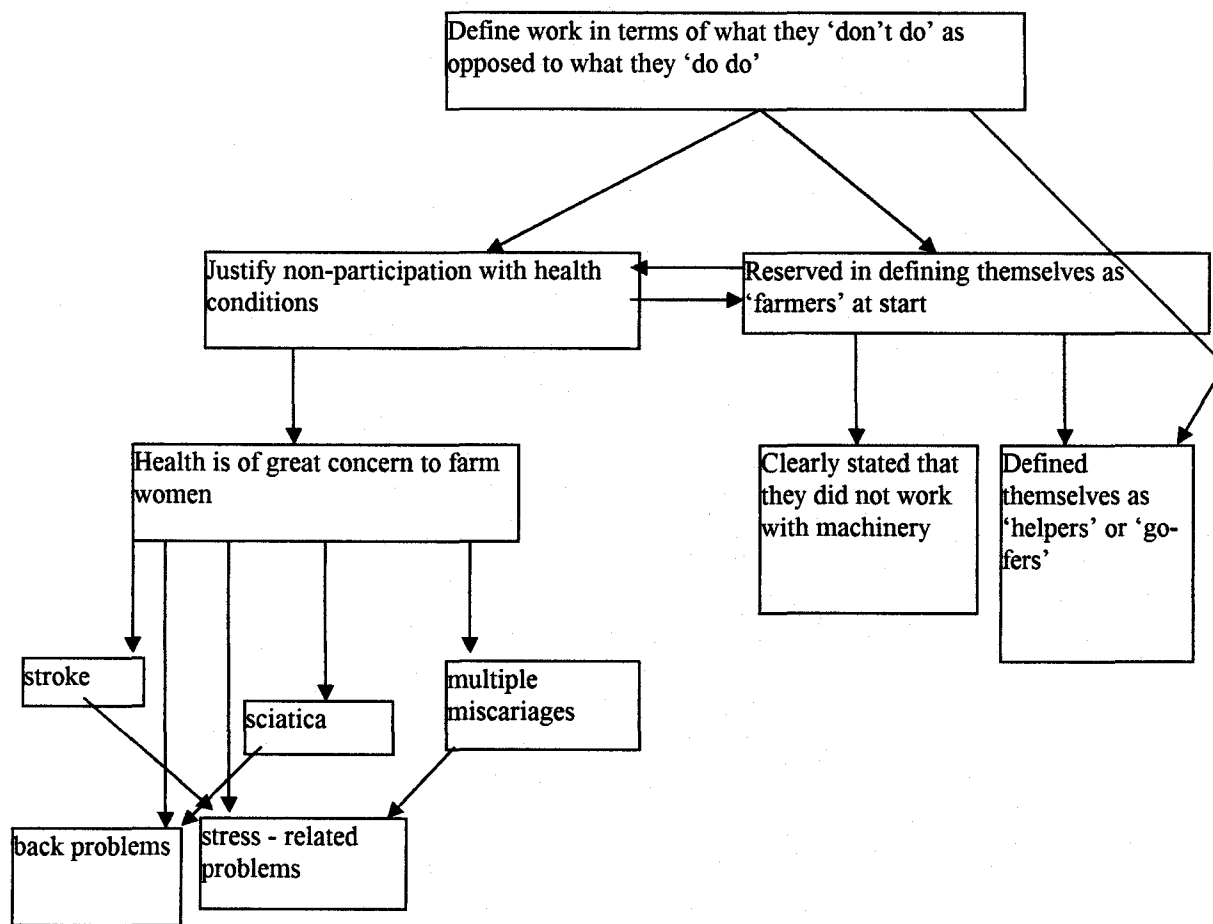 Define work in terms of what they ‘don’t do’ as
opposed to what they ‘do do’
Justify non-participation with health
conditions
Reserved in defining themselves as
‘farmers’ at start
Health is of great concern to farm
women
Clearly stated that
they did not work
with machinery
Defined
themselves as
‘helpers’ or ‘go-
fers’
stroke
sciatica
multiple
miscariages
back problems
stress - related
problems